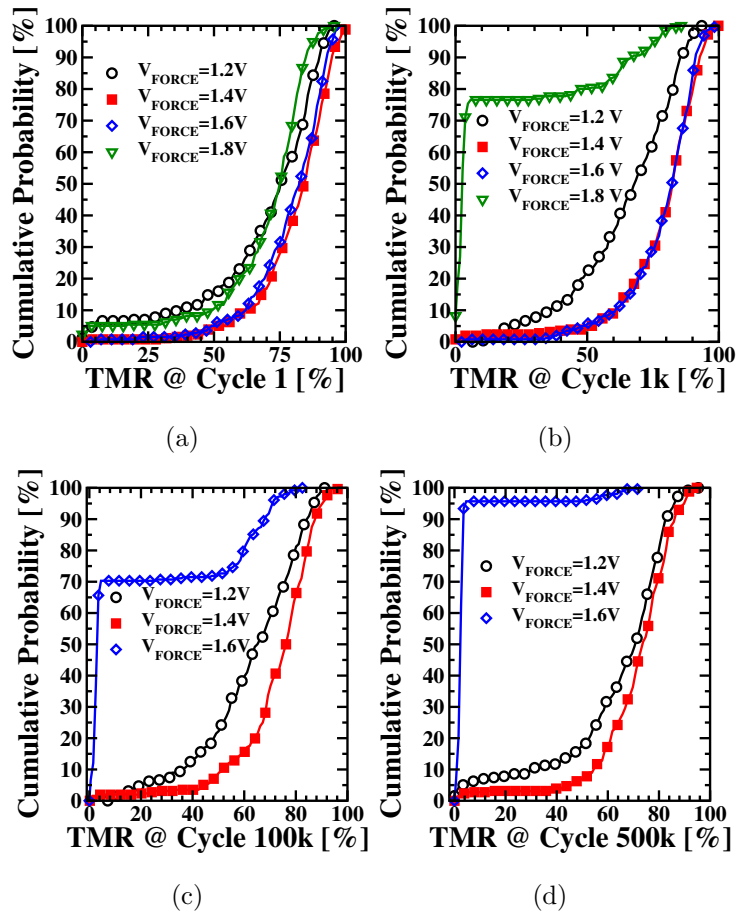 Cumulative Probability [%]
100
90
80
70
60
50
40
30
20
10
0
V_FORCE=1.2V
V_FORCE=1.4V
V_FORCE=1.6V
V_FORCE=1.8V
0 25 50 75 100
TMR @ Cycle 1 [%]
(a)
Cumulative Probability [%]
100
90
80
70
60
50
40
30
20
10
0
V_FORCE=1.2 V
V_FORCE=1.4 V
V_FORCE=1.6 V
V_FORCE=1.8 V
0 50 100
TMR @ Cycle 1k [%]
(b)
Cumulative Probability [%]
100
90
80
70
60
50
40
30
20
10
0
V_FORCE=1.2V
V_FORCE=1.4V
V_FORCE=1.6V
0 20 40 60 80 100
TMR @ Cycle 100k [%]
(c)
Cumulative Probability [%]
100
90
80
70
60
50
40
30
20
10
0
V_FORCE=1.2V
V_FORCE=1.4V
V_FORCE=1.6V
0 20 40 60 80 100
TMR @ Cycle 500k [%]
(d)